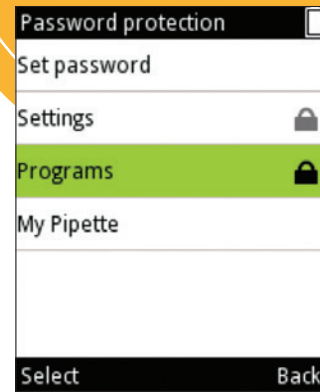 Password protection
Set password
Settings
Programs
My Pipette
Select Back